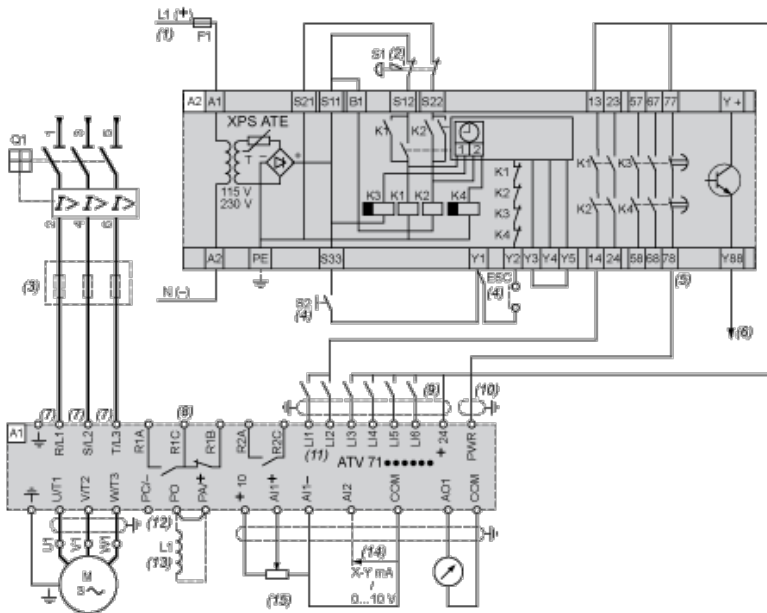 L1 (+)
(1)
F1
S1 (2)
A2 A1 S21 S11 B1 S12 S22 13 23 57 67 77 Y+
XPS ATE
K1 K2
1 2
T
+
115 V
230 V
K3 K1 K2 K4
K1
K2
K3
K4
K1 K3
K2 K4
Q1
1 3 5
I> I> I>
2 4 6
A2 PE S33 Y1 Y2 Y3 Y4 Y5 14 24 58 68 78 Y88
(3)
N (–)
S2
(4)
ESC
(4)
(5)
(6)
(7) (7) (7) (8) (9) (10)
A1
R/L1 S/L2 T/L3 R1A R1C R1B R2A R2C LI1 LI2 LI3 LI4 LI5 LI6 + 24 PWR
(11)
ATV 71
U/T1 V/T2 W/T3 PC/– PO PA/+ + 10 AI1+ AI1– AI2 COM AO1 COM
(12)
U1 V1 W1
L1
(13)
M
3
(14)
X-Y mA
/
0...10 V
(15)